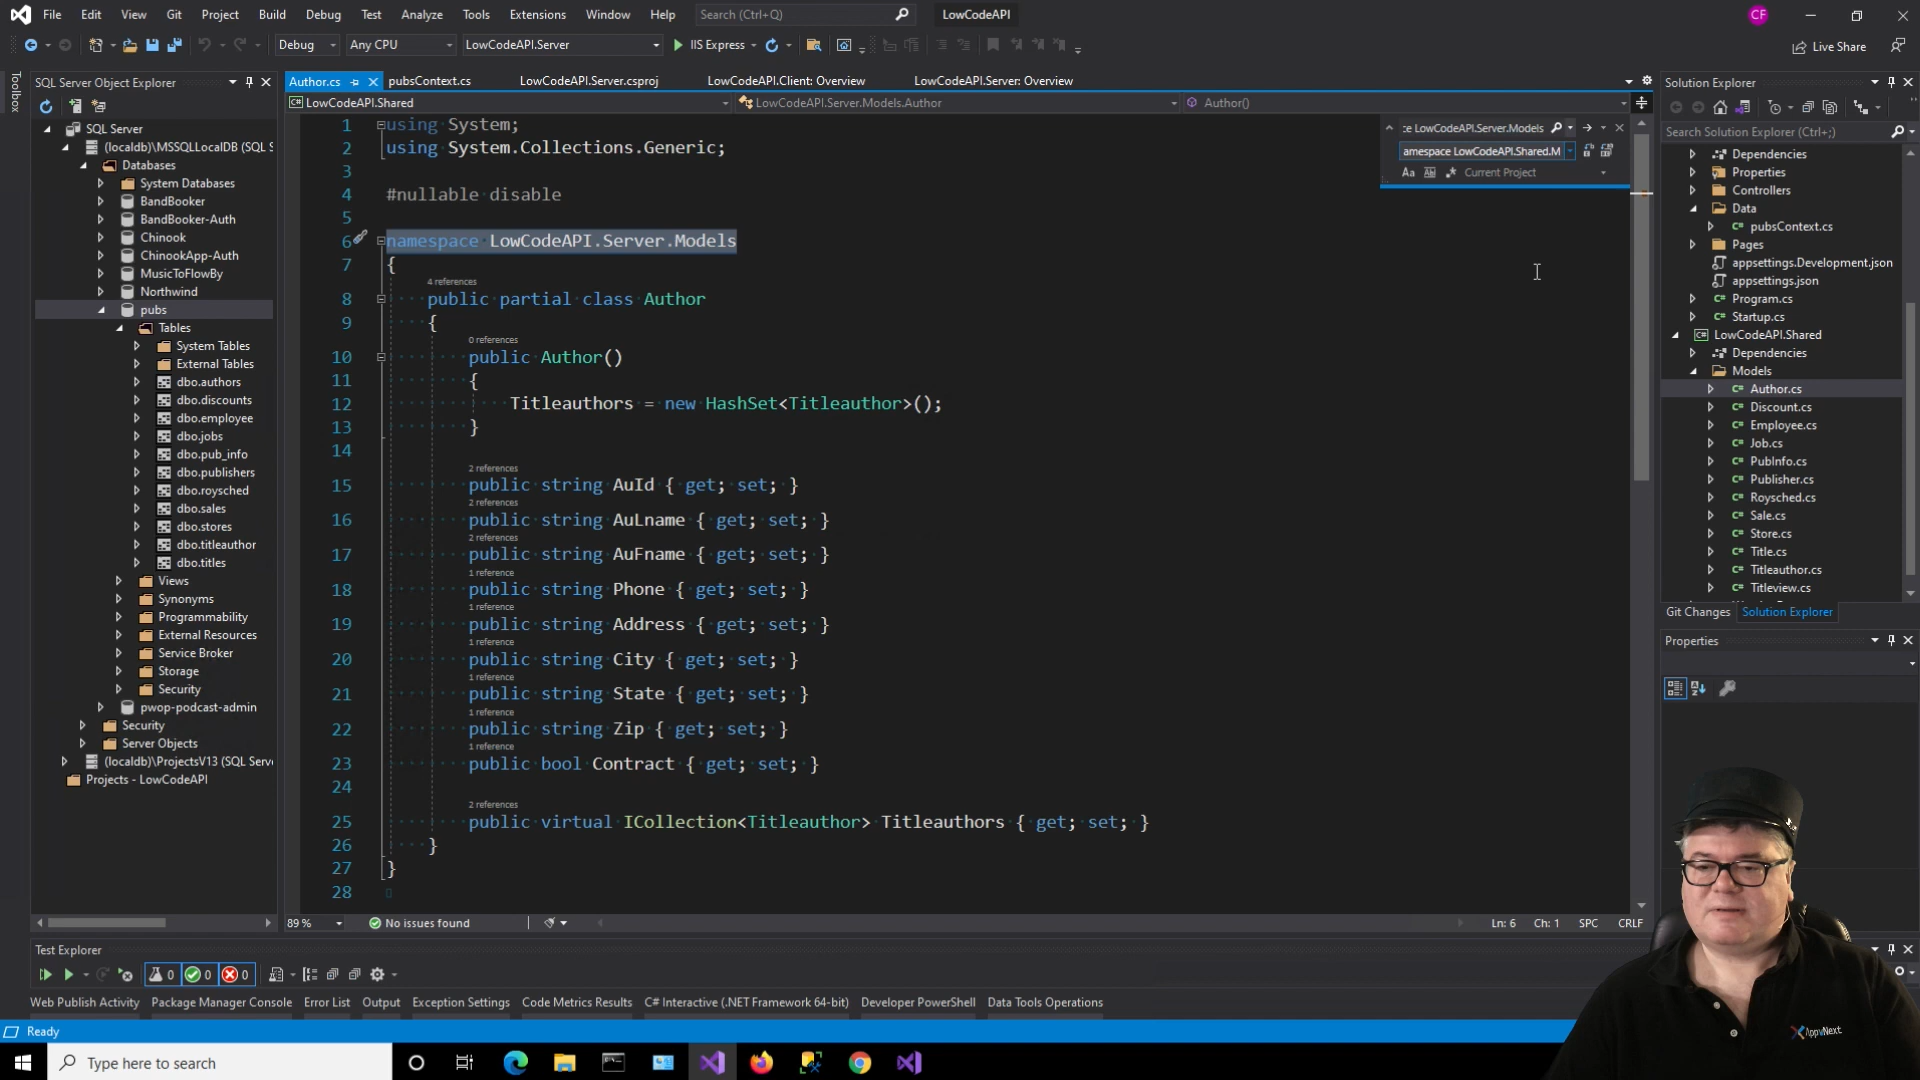 File Edit View Git Project Build Debug Test Analyze Tools Extensions Window Help Search (Ctrl+Q) LowCodeAPI CF
Debug Any CPU LowCodeAPI.Server IIS Express Live Share
Toolbox
SQL Server Object Explorer
SQL Server
(localdb)\MSSQLLocalDB (SQL S
Databases
System Databases
BandBooker
BandBooker-Auth
Chinook
ChinookApp-Auth
MusicToFlowBy
Northwind
pubs
Tables
System Tables
External Tables
dbo.authors
dbo.discounts
dbo.employee
dbo.jobs
dbo.pub_info
dbo.publishers
dbo.roysched
dbo.sales
dbo.stores
dbo.titleauthor
dbo.titles
Views
Synonyms
Programmability
External Resources
Service Broker
Storage
Security
pwop-podcast-admin
Security
Server Objects
(localdb)\ProjectsV13 (SQL Serve
Projects - LowCodeAPI
Author.cs pubsContext.cs LowCodeAPI.Server.csproj LowCodeAPI.Client: Overview LowCodeAPI.Server: Overview
LowCodeAPI.Shared LowCodeAPI.Server.Models.Author Author()
ce LowCodeAPI.Server.Models
amespace LowCodeAPI.Shared.M
Aa Ab Current Project
1 using System;
2 using System.Collections.Generic;
3
4 #nullable disable
5
6 namespace LowCodeAPI.Server.Models
7 {
4 references
8 public partial class Author
9 {
0 references
10 public Author()
11 {
12 Titleauthors = new HashSet<Titleauthor>();
13 }
14
2 references
15 public string AuId { get; set; }
2 references
16 public string AuLname { get; set; }
2 references
17 public string AuFname { get; set; }
1 reference
18 public string Phone { get; set; }
1 reference
19 public string Address { get; set; }
1 reference
20 public string City { get; set; }
1 reference
21 public string State { get; set; }
1 reference
22 public string Zip { get; set; }
1 reference
23 public bool Contract { get; set; }
24
2 references
25 public virtual ICollection<Titleauthor> Titleauthors { get; set; }
26 }
27 }
28
89 % No issues found Ln: 6 Ch: 1 SPC CRLF
Solution Explorer
Search Solution Explorer (Ctrl+;)
Dependencies
Properties
Controllers
Data
pubsContext.cs
Pages
appsettings.Development.json
appsettings.json
Program.cs
Startup.cs
LowCodeAPI.Shared
Dependencies
Models
Author.cs
Discount.cs
Employee.cs
Job.cs
PubInfo.cs
Publisher.cs
Roysched.cs
Sale.cs
Store.cs
Title.cs
Titleauthor.cs
Titleview.cs
Git Changes Solution Explorer
Properties
Test Explorer
0 0 0
Web Publish Activity Package Manager Console Error List Output Exception Settings Code Metrics Results C# Interactive (.NET Framework 64-bit) Developer PowerShell Data Tools Operations
Ready
Type here to search
AppvNext